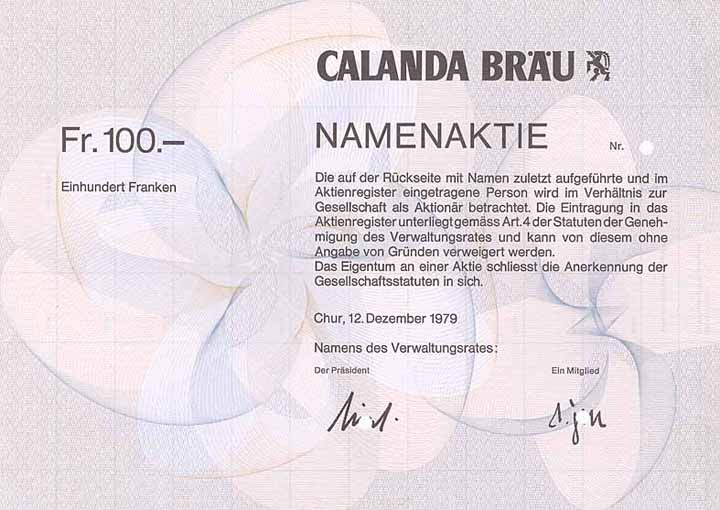 CALANDA BRÄU
Fr. 100.–
NAMENAKTIE
Nr.
Einhundert Franken
Die auf der Rückseite mit Namen zuletzt aufgeführte und im
Aktienregister eingetragene Person wird im Verhältnis zur
Gesellschaft als Aktionär betrachtet. Die Eintragung in das
Aktienregister unterliegt gemäss Art. 4 der Statuten der Geneh-
migung des Verwaltungsrates und kann von diesem ohne
Angabe von Gründen verweigert werden.
Das Eigentum an einer Aktie schliesst die Anerkennung der
Gesellschaftsstatuten in sich.
Chur, 12. Dezember 1979
Namens des Verwaltungsrates:
Der Präsident
Ein Mitglied